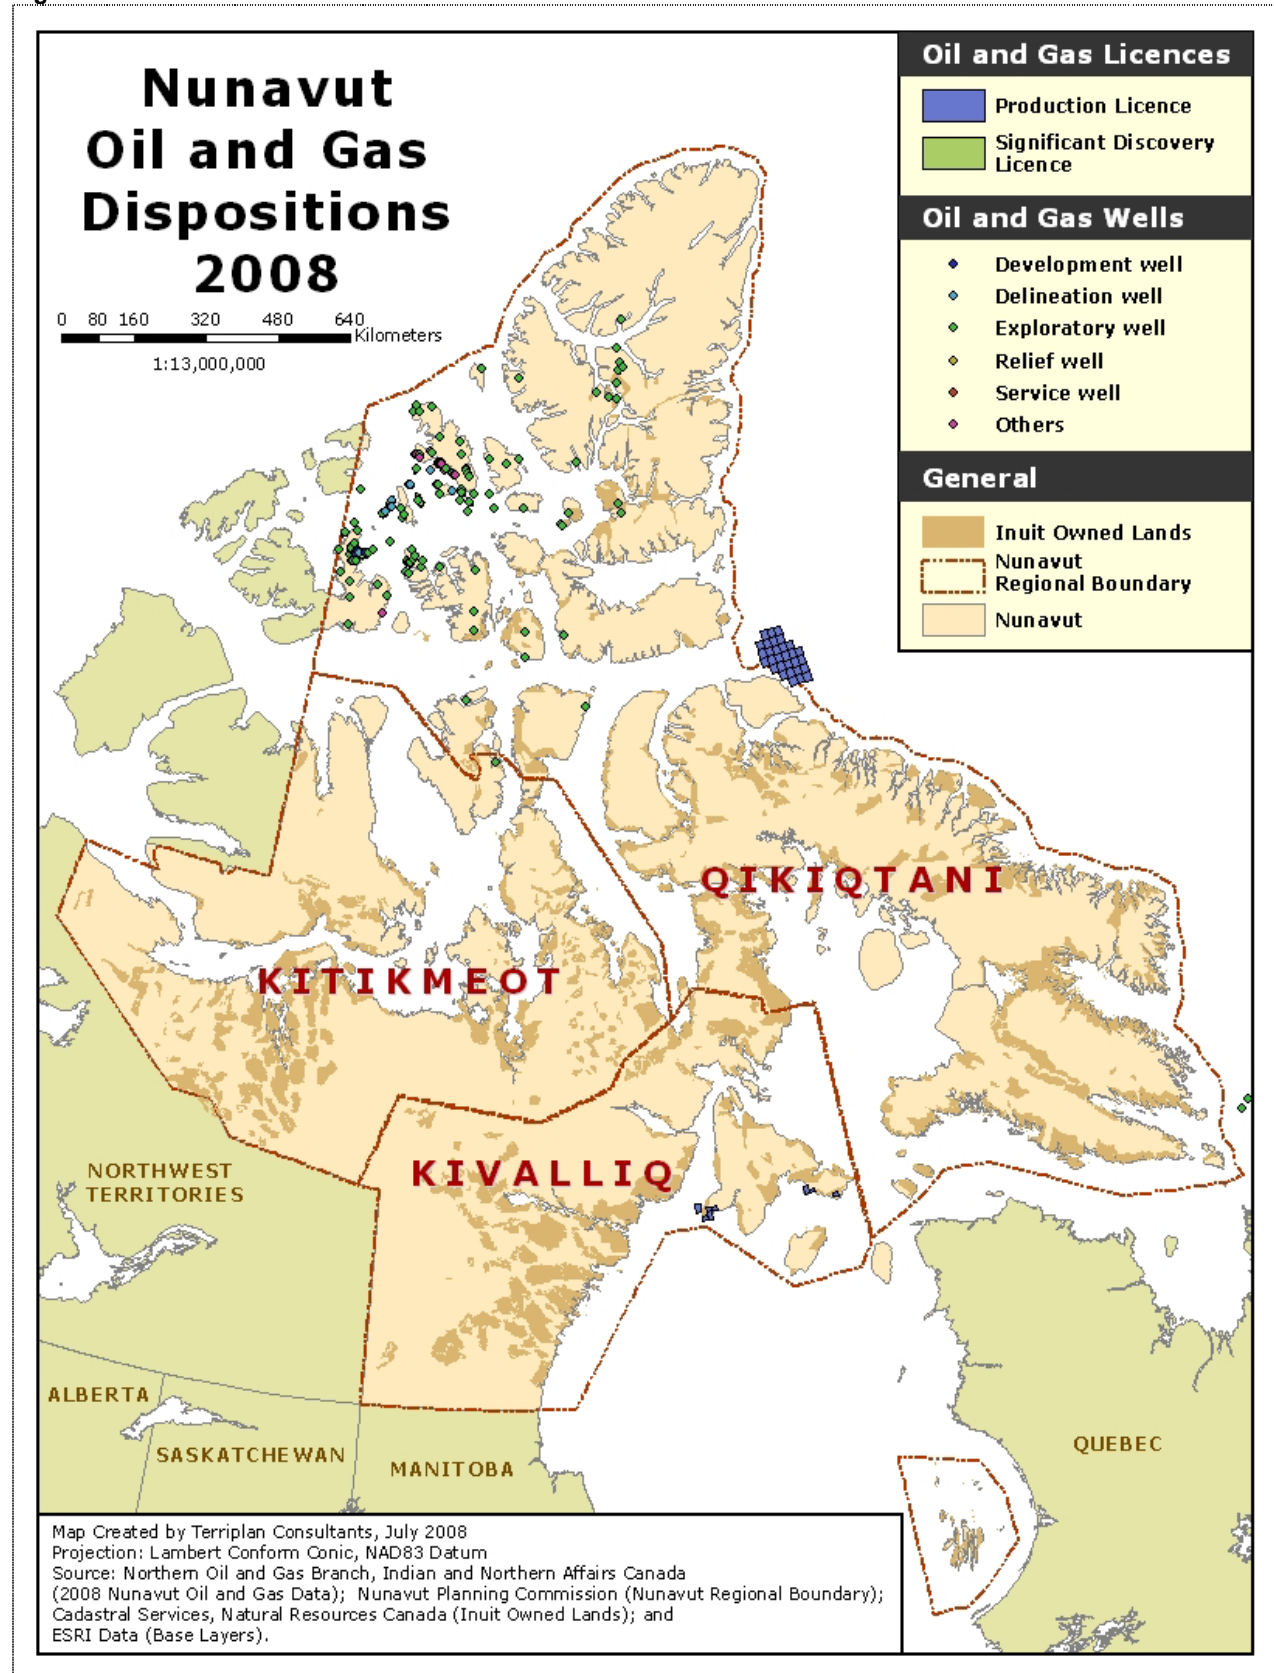 Nunavut
Oil and Gas
Dispositions
2008
0 80 160 320 480 640
Kilometers
1:13,000,000
Oil and Gas Licences
Production Licence
Significant Discovery
Licence
Oil and Gas Wells
Development well
Delineation well
Exploratory well
Relief well
Service well
Others
General
Inuit Owned Lands
Nunavut
Regional Boundary
Nunavut
QIKIQTANI
KITIKMEOT
KIVALLIQ
NORTHWEST
TERRITORIES
ALBERTA
SASKATCHEWAN
MANITOBA
QUEBEC
Map Created by Terriplan Consultants, July 2008
Projection: Lambert Conform Conic, NAD83 Datum
Source: Northern Oil and Gas Branch, Indian and Northern Affairs Canada
(2008 Nunavut Oil and Gas Data); Nunavut Planning Commission (Nunavut Regional Boundary);
Cadastral Services, Natural Resources Canada (Inuit Owned Lands); and
ESRI Data (Base Layers).